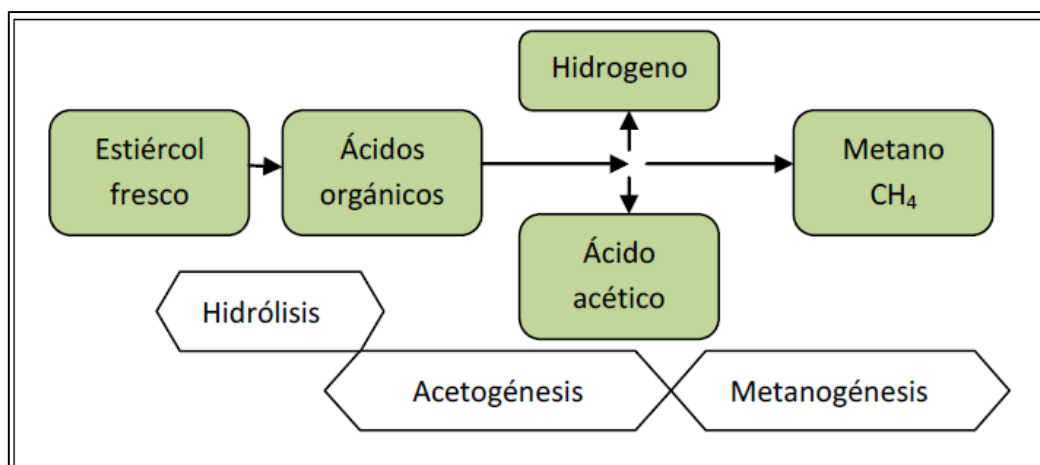 Hidrogeno
Estiércol
fresco
Ácidos
orgánicos
Metano
CH₄
Ácido
acético
Hidrólisis
Acetogénesis
Metanogénesis